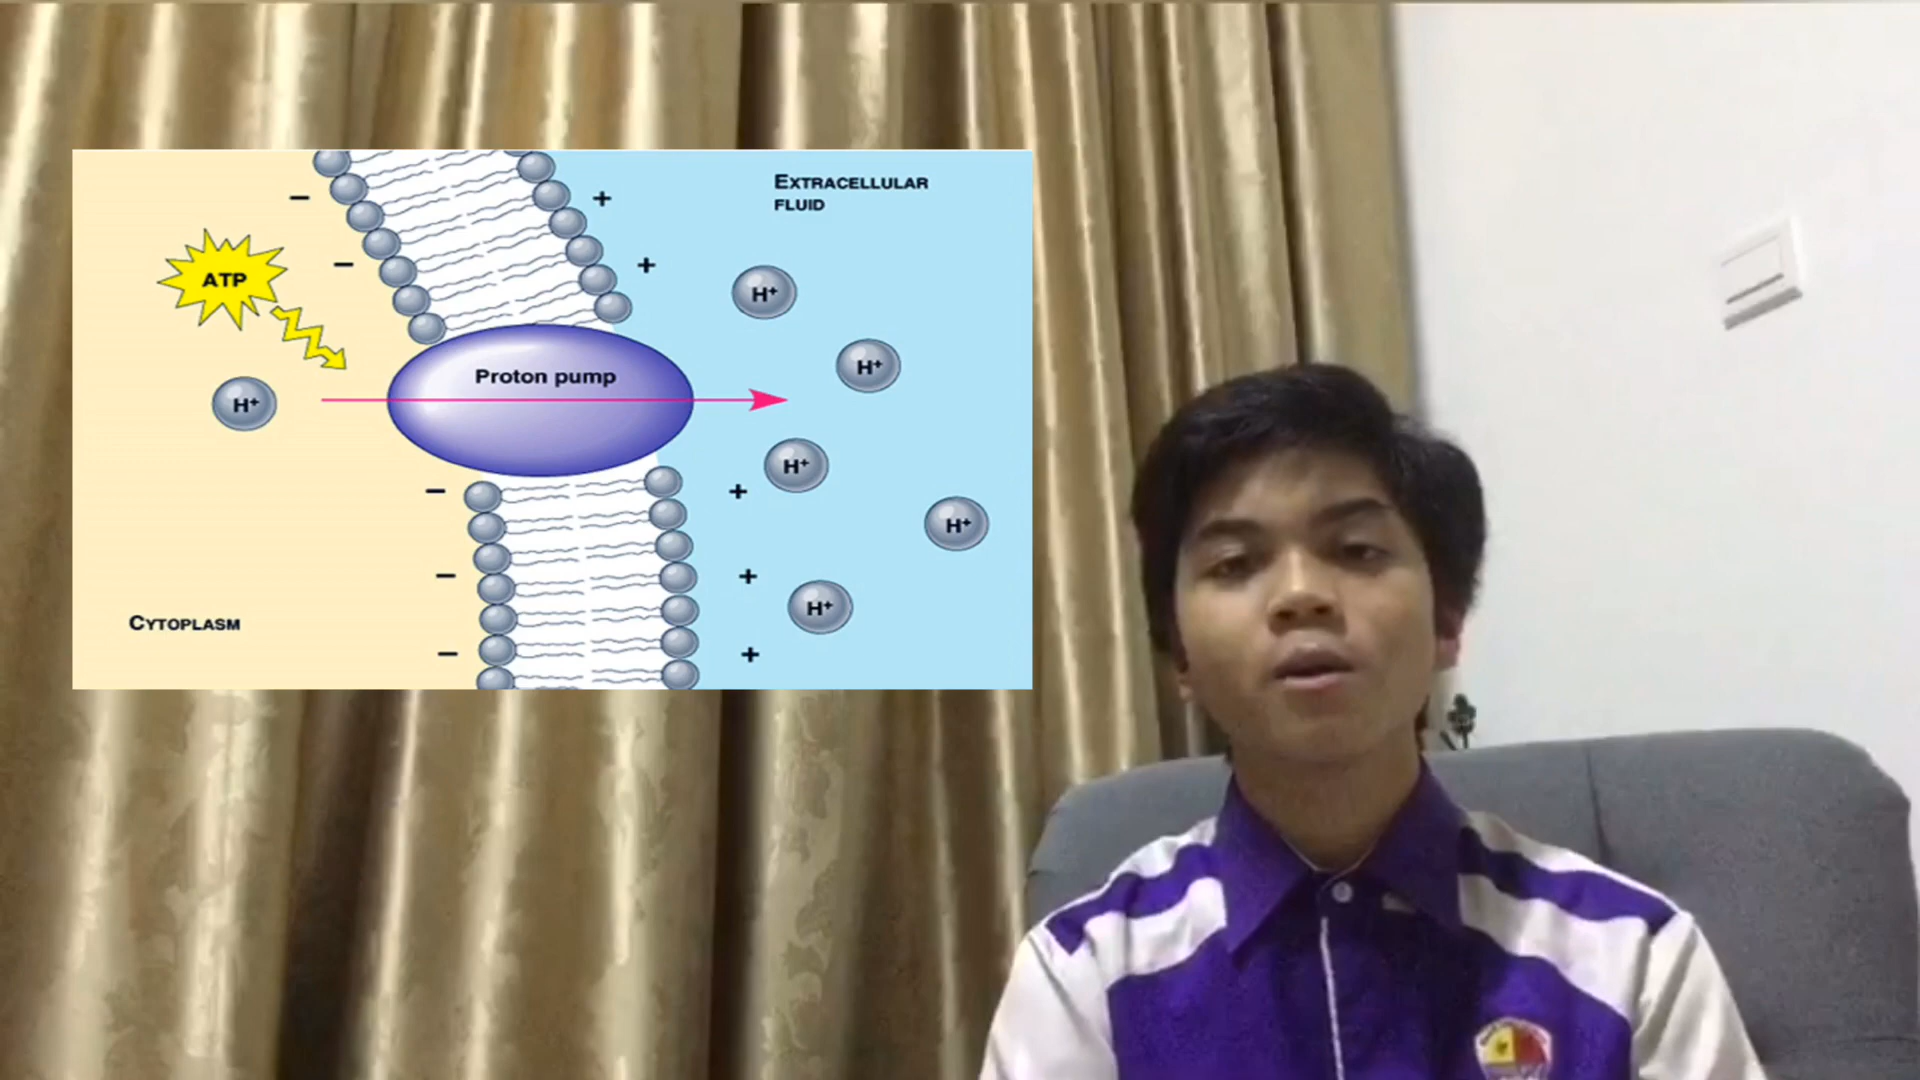 EXTRACELLULAR
FLUID
ATP
H+
H+
Proton pump
H+
H+
H+
H+
CYTOPLASM